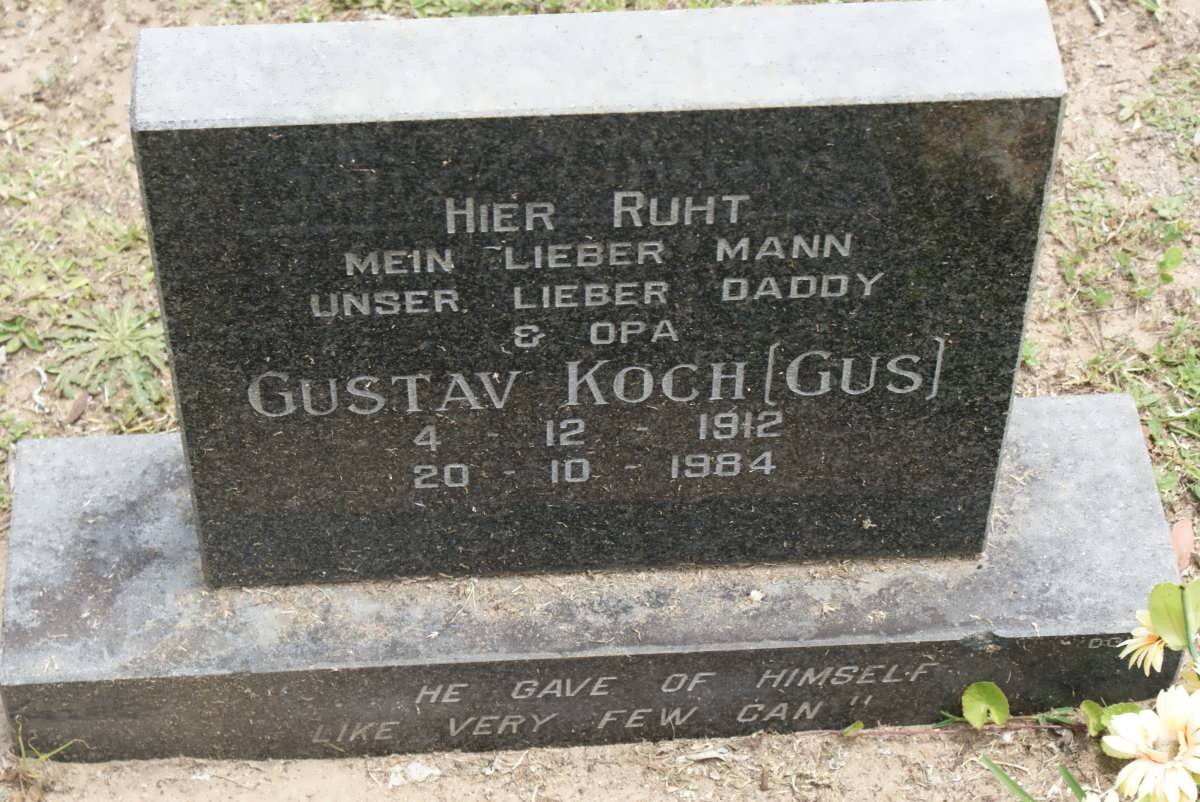 HIER RUHT
MEIN LIEBER MANN
UNSER LIEBER DADDY
& OPA
GUSTAV KOCH [GUS]
4 - 12 - 1912
20 - 10 - 1984
HE GAVE OF HIMSELF
LIKE VERY FEW CAN"